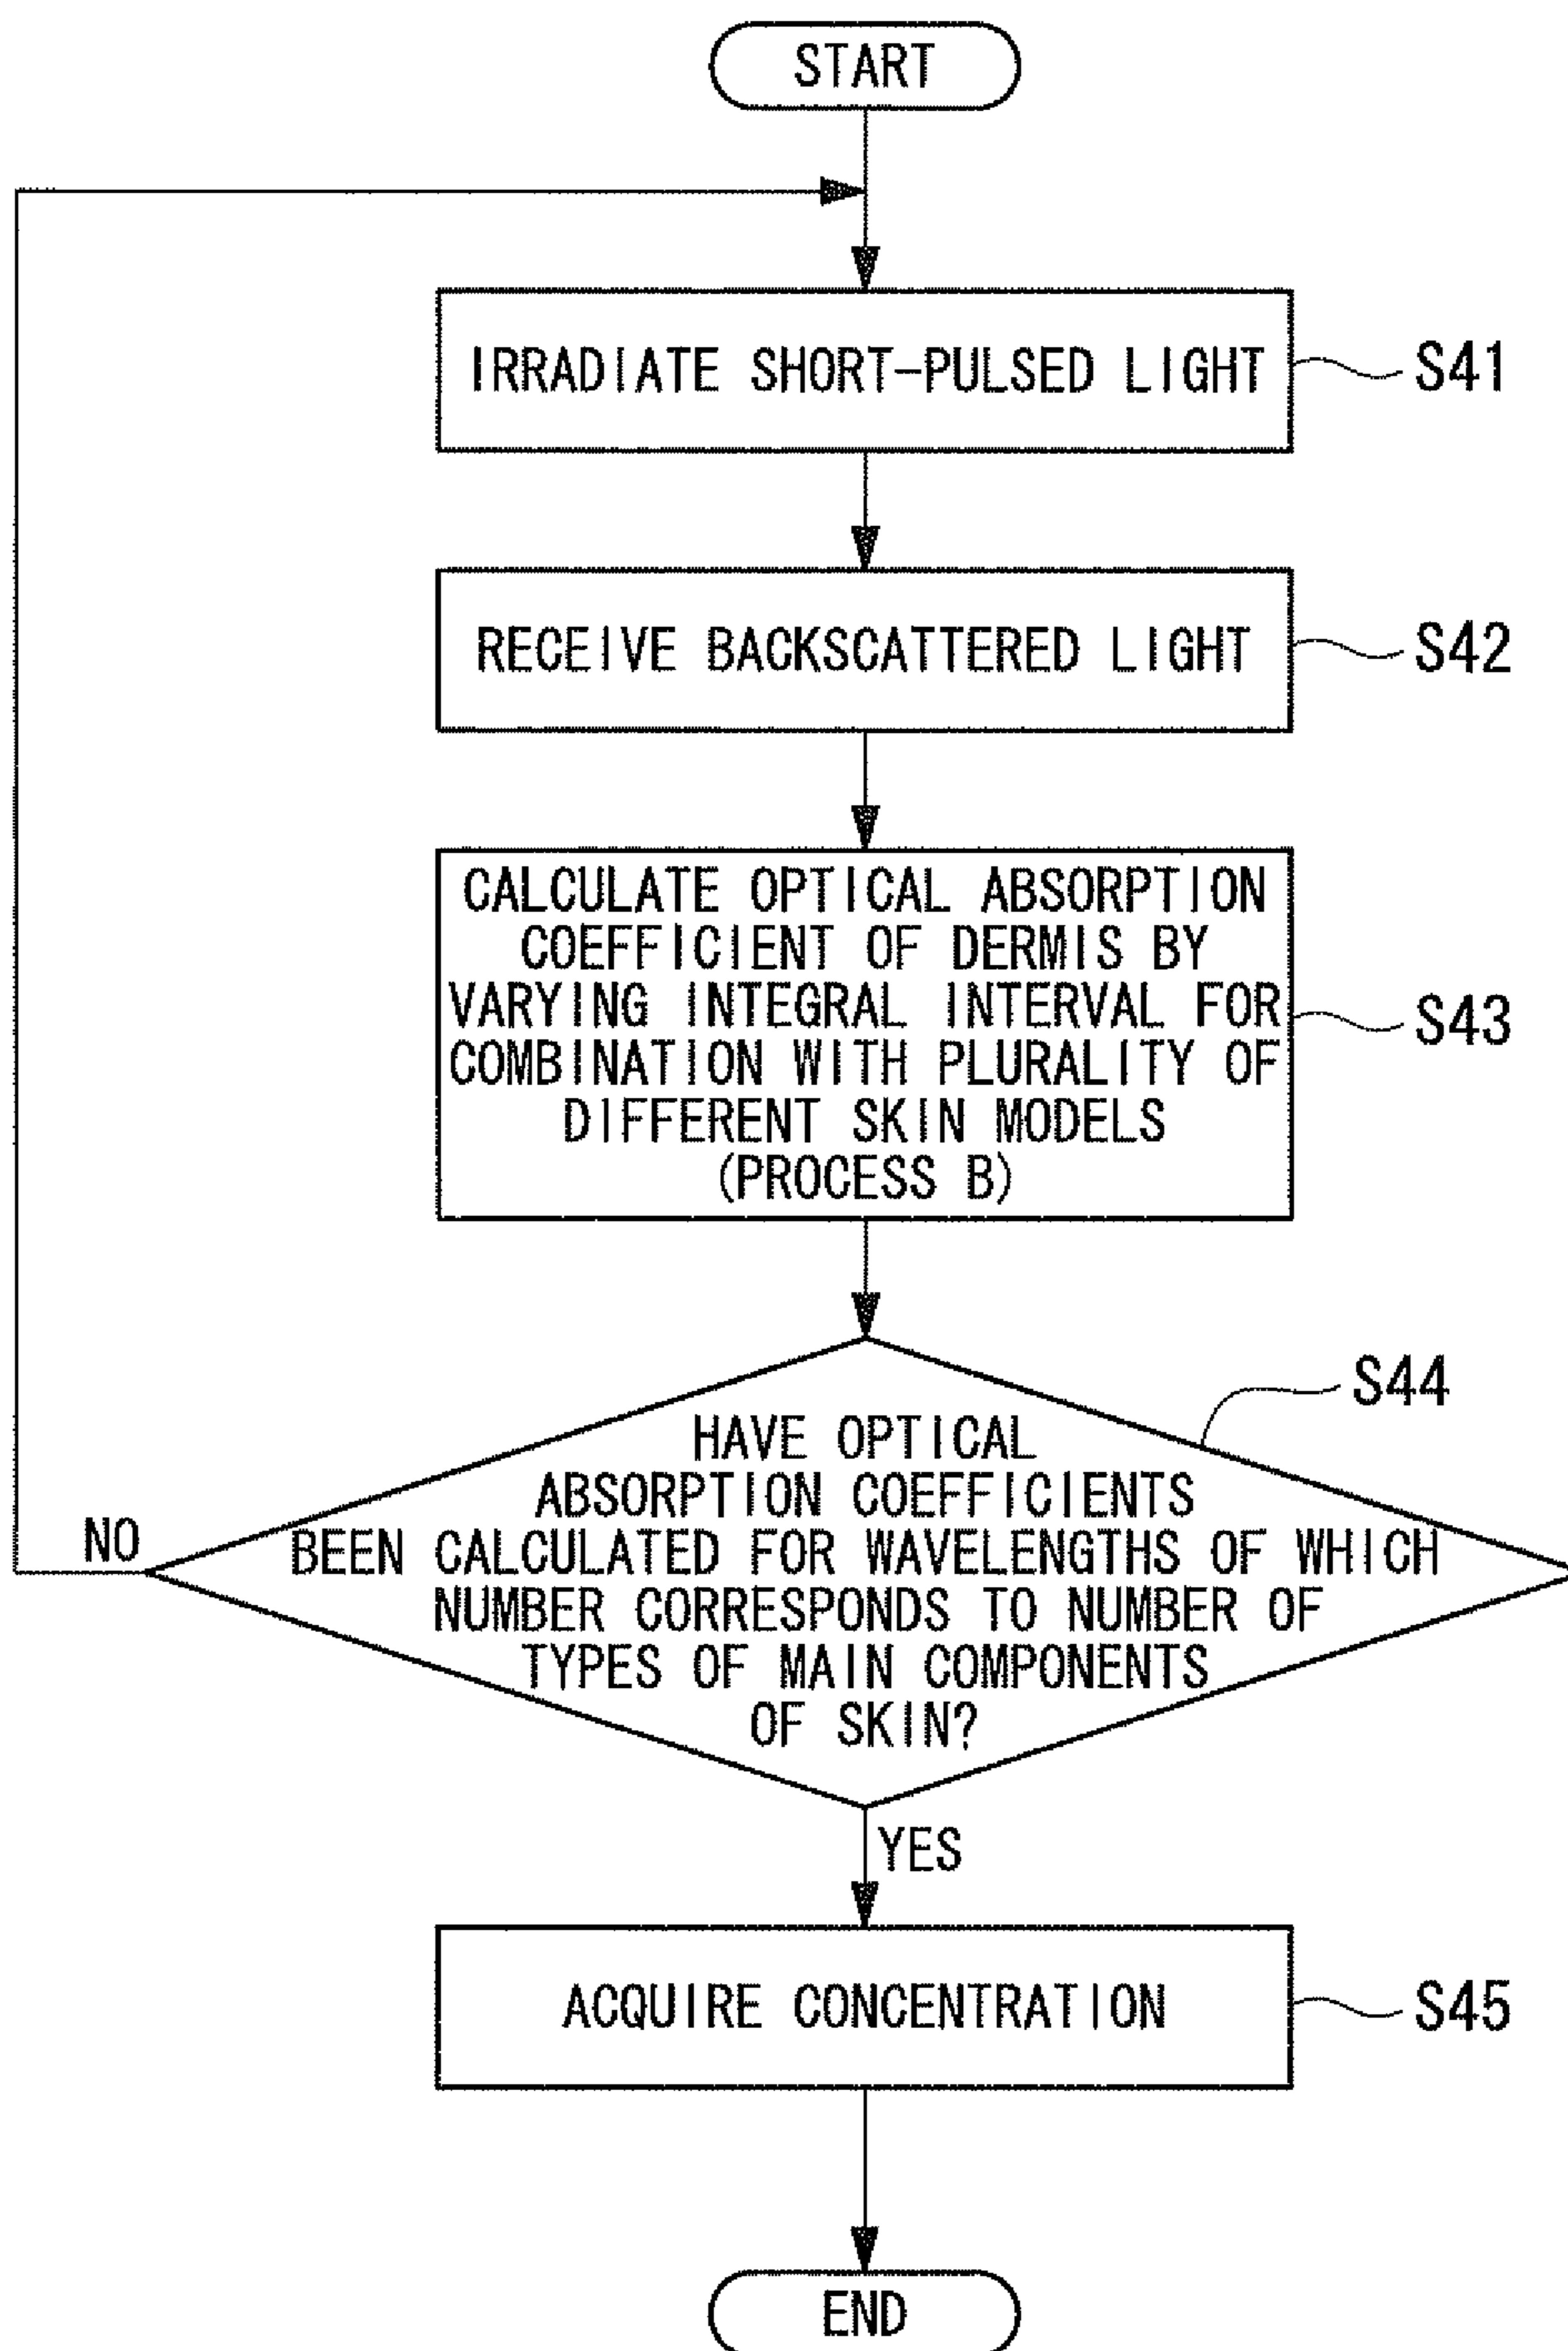 START
IRRADIATE SHORT-PULSED LIGHT
S41
RECEIVE BACKSCATTERED LIGHT
S42
CALCULATE OPTICAL ABSORPTION
COEFFICIENT OF DERMIS BY
VARYING INTEGRAL INTERVAL FOR
COMBINATION WITH PLURALITY OF
DIFFERENT SKIN MODELS
(PROCESS B)
S43
S44
HAVE OPTICAL
ABSORPTION COEFFICIENTS
BEEN CALCULATED FOR WAVELENGTHS OF WHICH
NUMBER CORRESPONDS TO NUMBER OF
TYPES OF MAIN COMPONENTS
OF SKIN?
NO
YES
ACQUIRE CONCENTRATION
S45
END